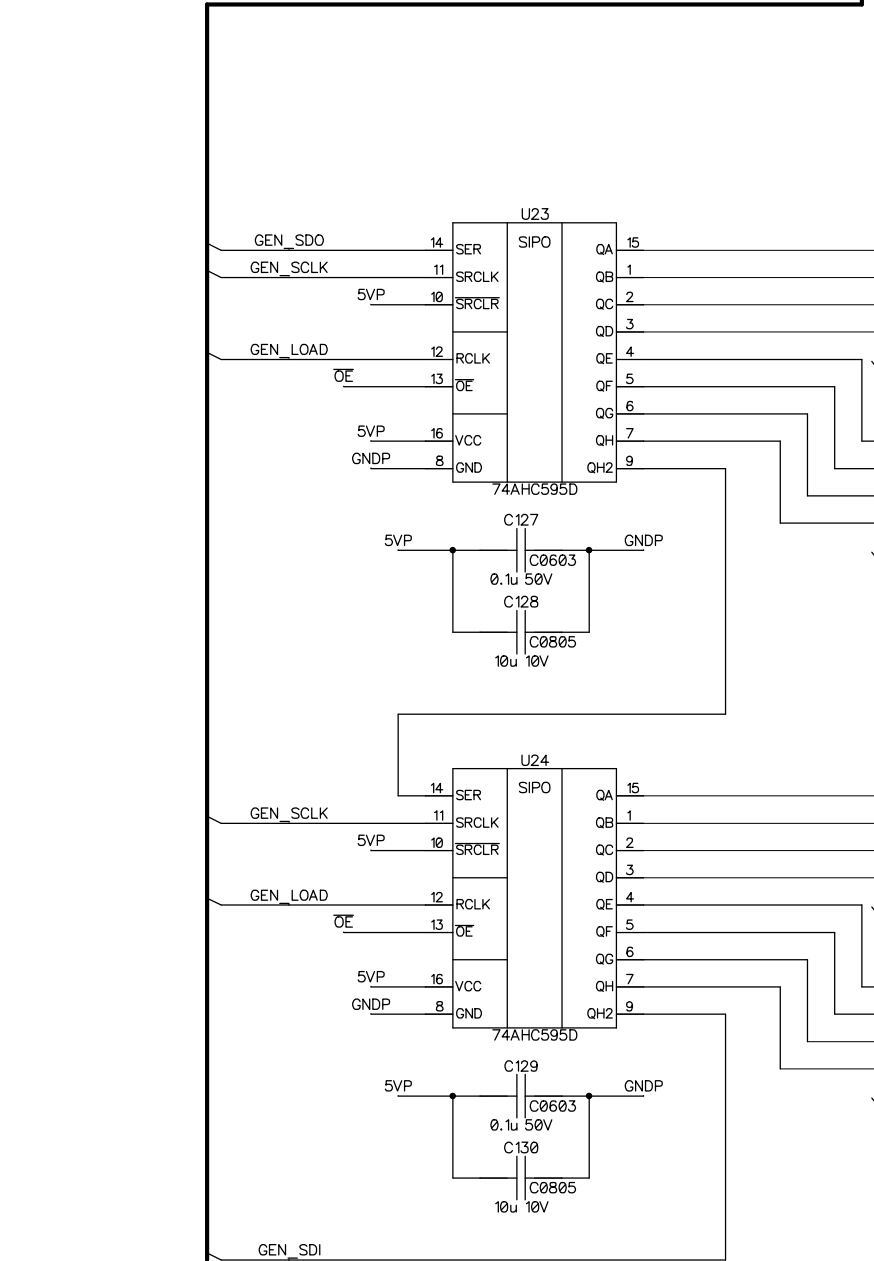 U23
GEN_SDO 14 SER SIPO QA 15
GEN_SCLK 11 SRCLK QB 1
5VP 10 SRCLR QC 2
QD 3
GEN_LOAD 12 RCLK QE 4
OE 13 OE QF 5
QG 6
5VP 16 VCC QH 7
GNDP 8 GND QH2 9
74AHC595D
C127
5VP GNDP
C0603
0.1u 50V
C128
C0805
10u 10V
U24
14 SER SIPO QA 15
GEN_SCLK 11 SRCLK QB 1
5VP 10 SRCLR QC 2
QD 3
GEN_LOAD 12 RCLK QE 4
OE 13 OE QF 5
QG 6
5VP 16 VCC QH 7
GNDP 8 GND QH2 9
74AHC595D
C129
5VP GNDP
C0603
0.1u 50V
C130
C0805
10u 10V
GEN_SDI